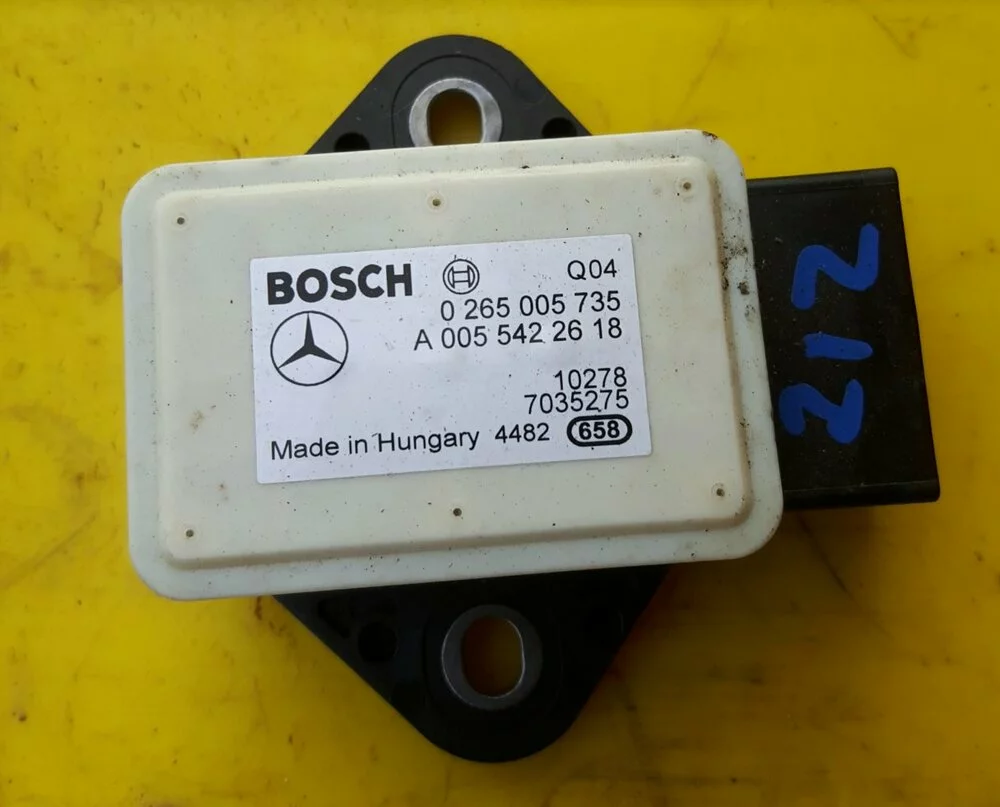 BOSCH Q04
0 265 005 735
A 005 542 26 18
10278
7035275
Made in Hungary 4482 658
212